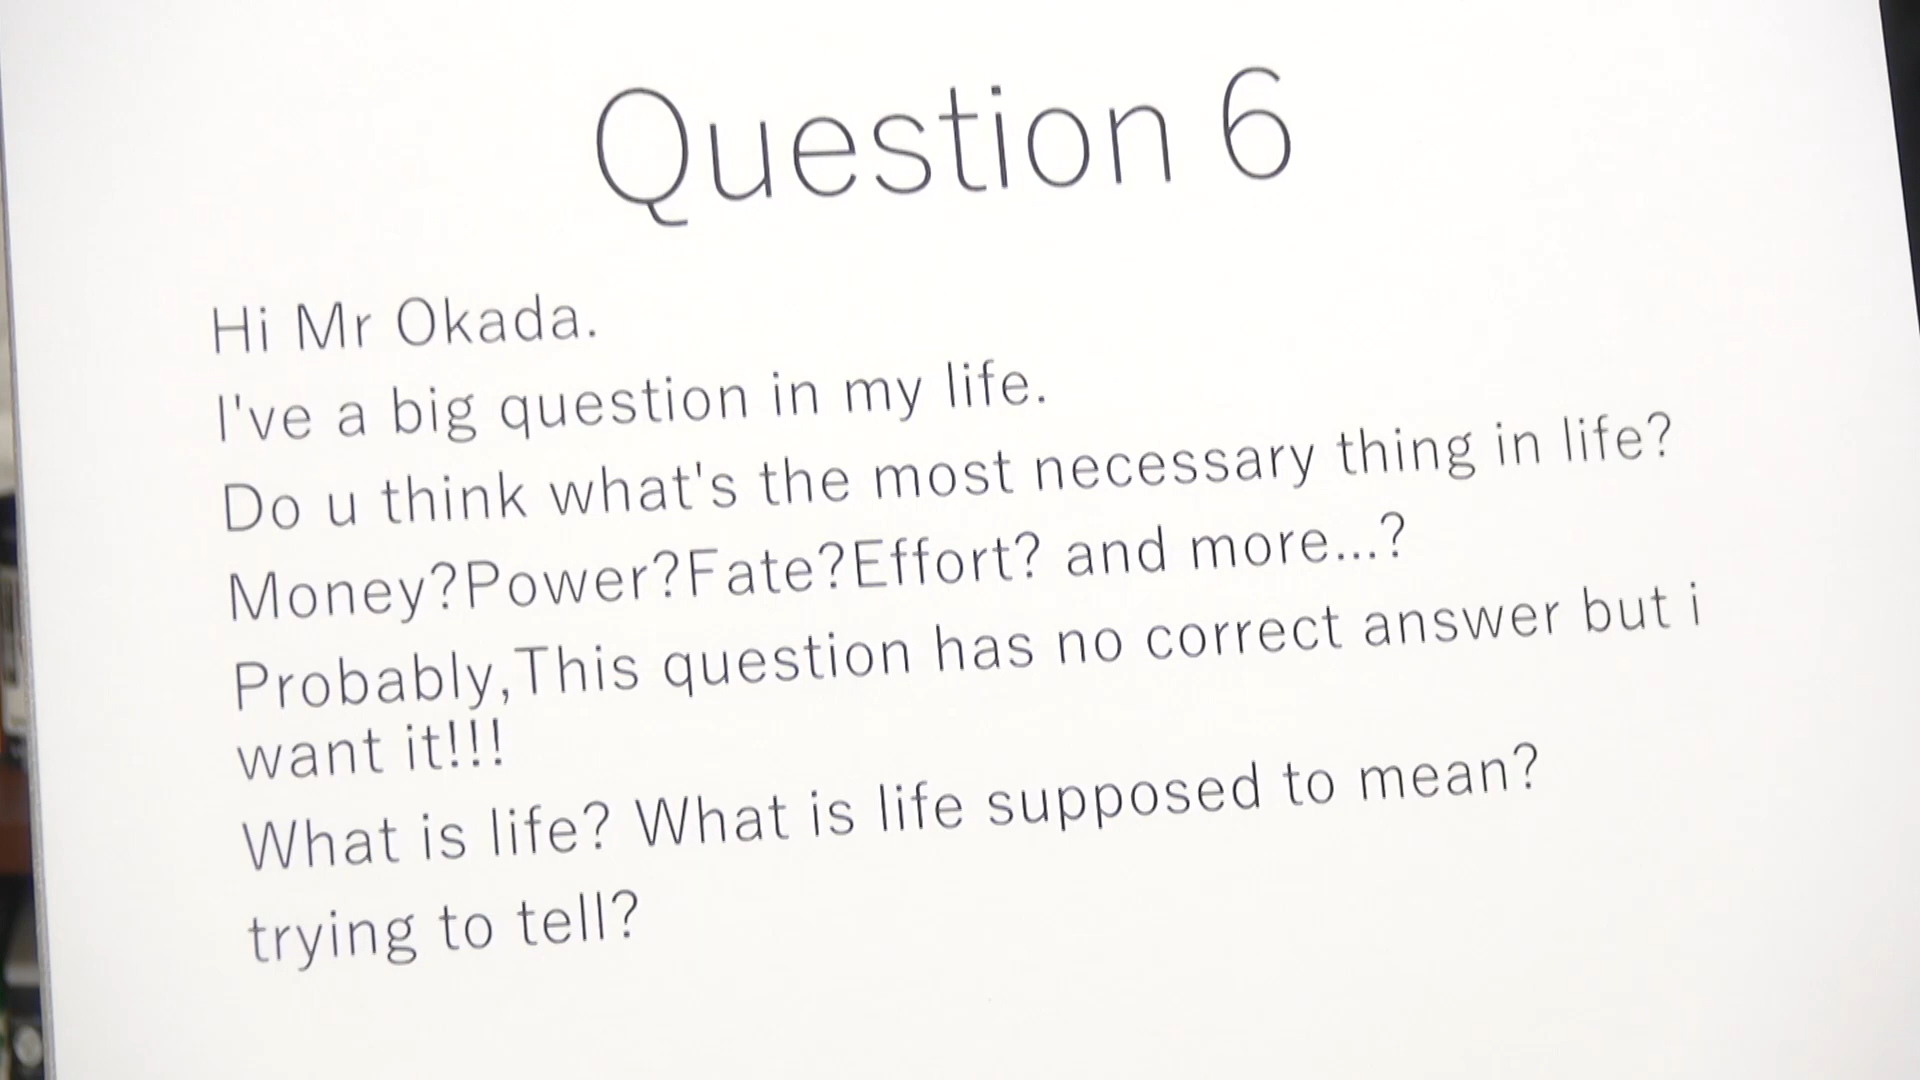 Question 6
Hi Mr Okada.
I've a big question in my life.
Do u think what's the most necessary thing in life?
Money?Power?Fate?Effort? and more...?
Probably,This question has no correct answer but i
want it!!!
What is life? What is life supposed to mean?
trying to tell?